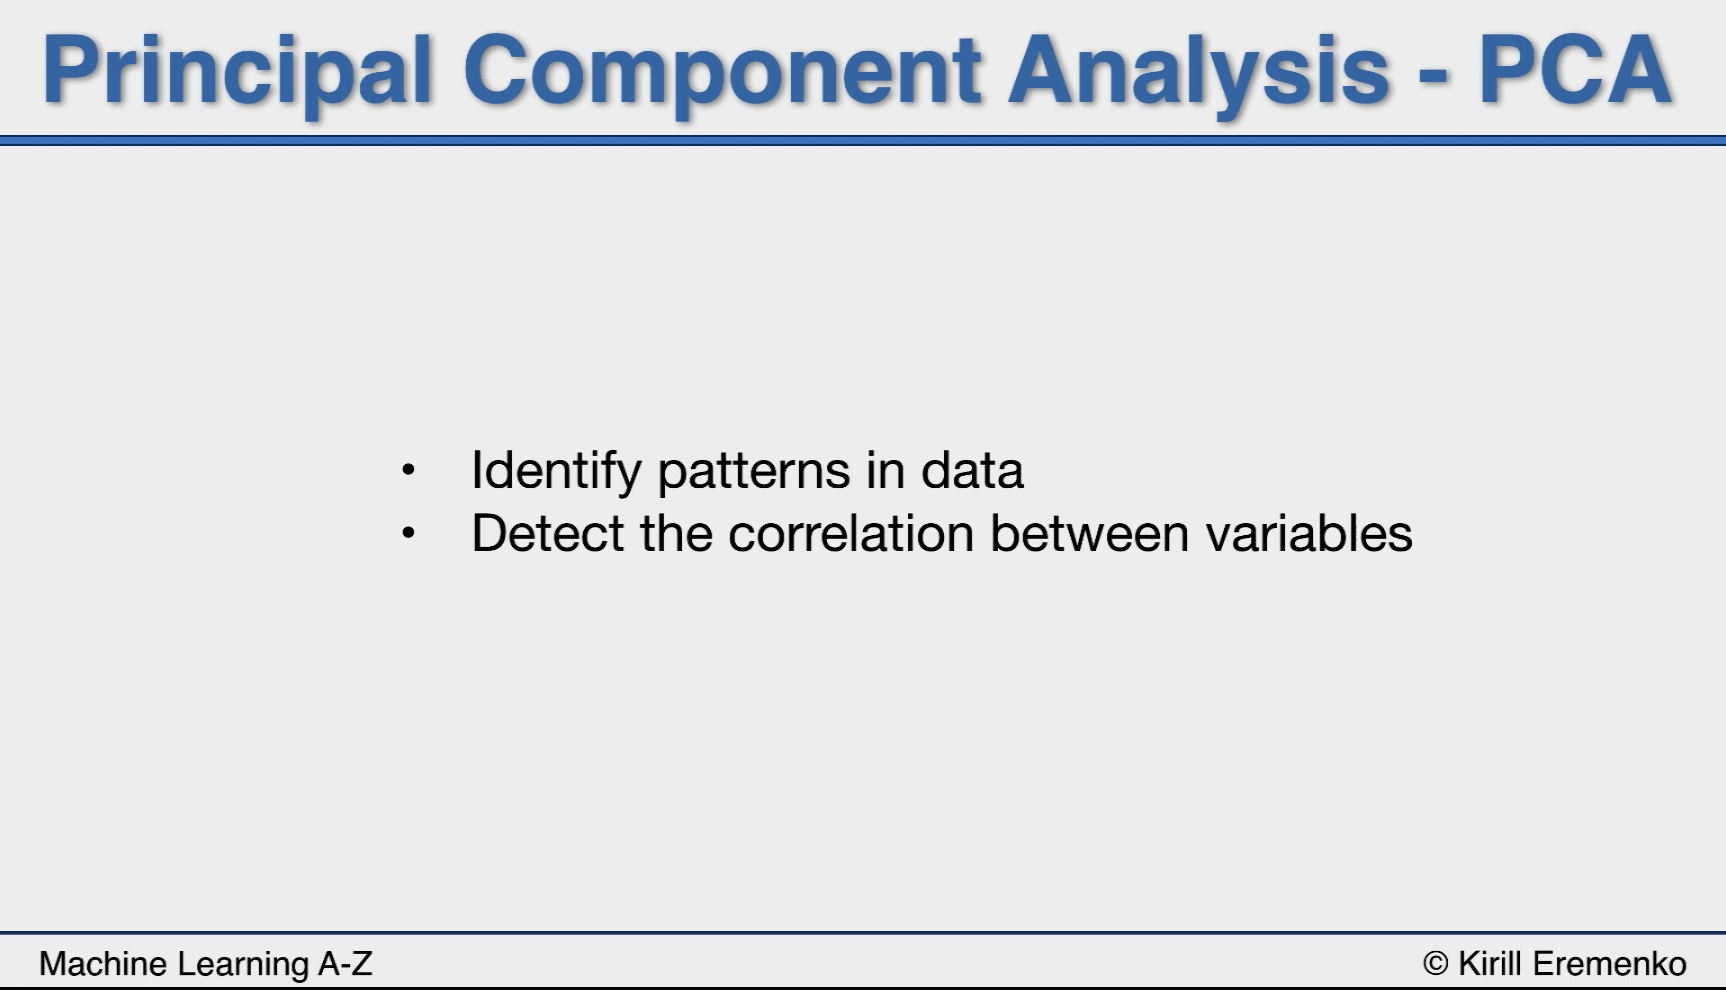 Principal Component Analysis - PCA
• Identify patterns in data
• Detect the correlation between variables
Machine Learning A-Z
© Kirill Eremenko